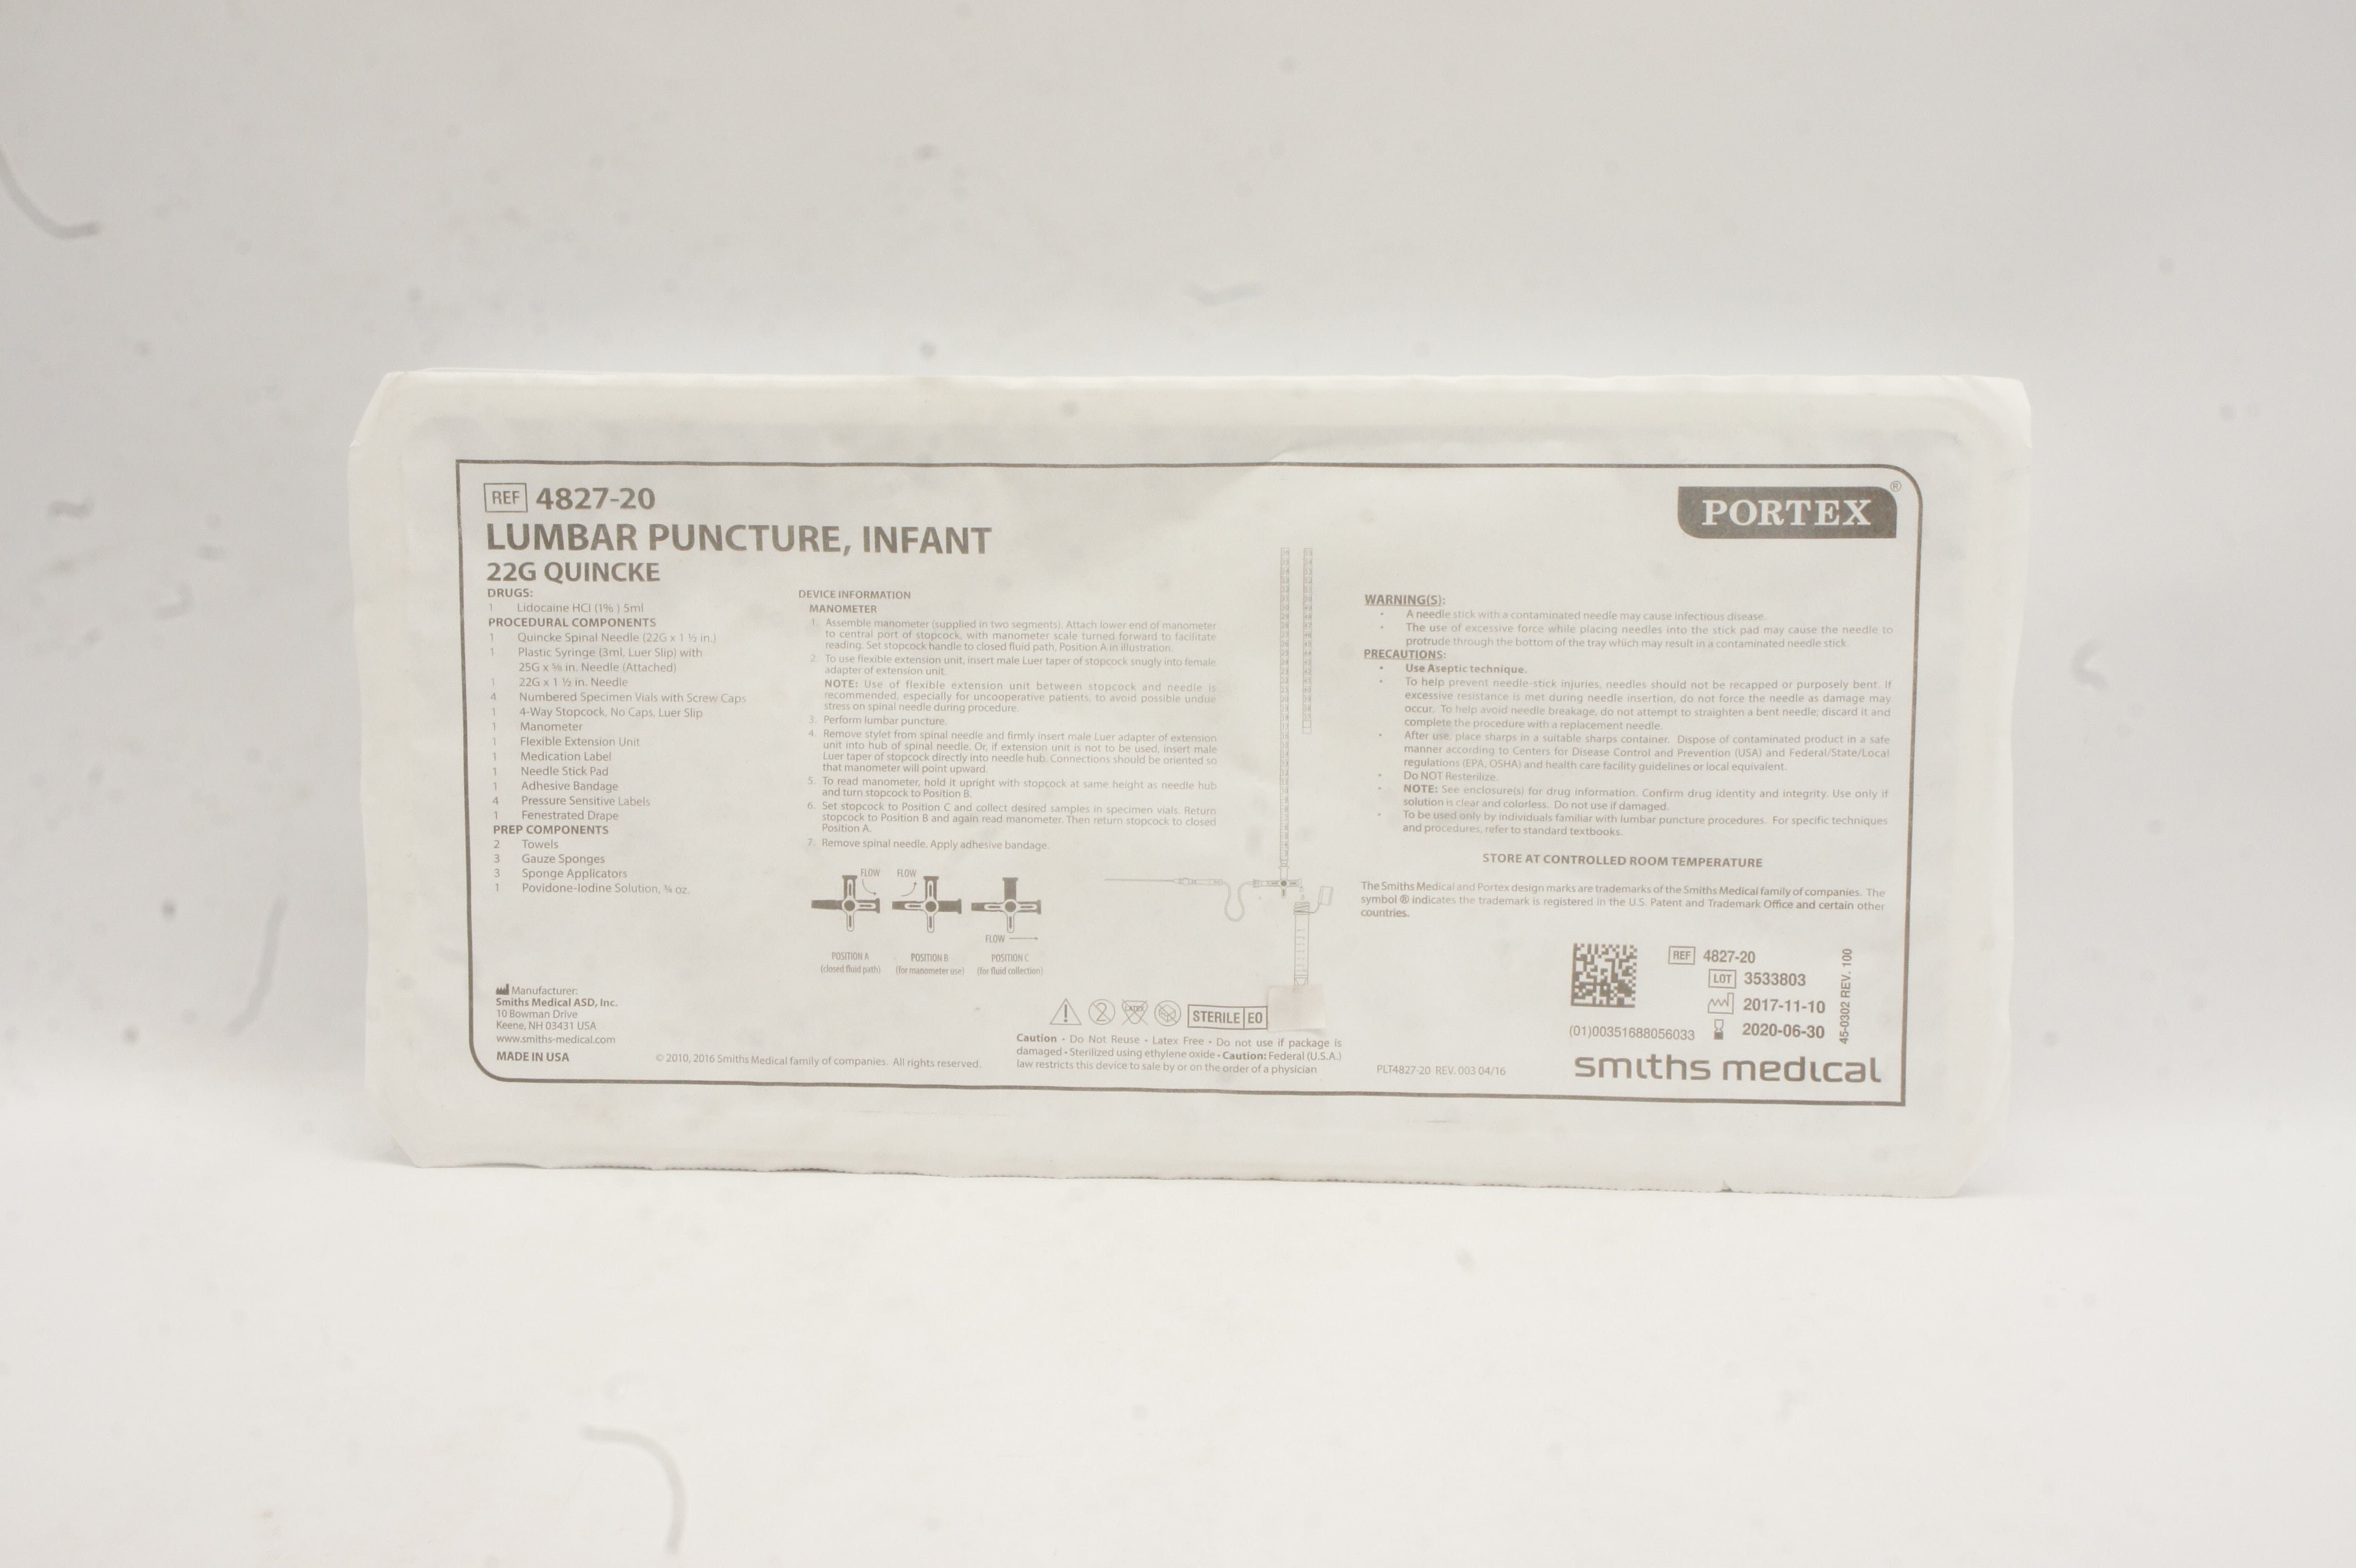 REF 4827-20
LUMBAR PUNCTURE, INFANT
22G QUINCKE
PORTEX®
DRUGS:
1 Lidocaine HCl (1%) 5ml
PROCEDURAL COMPONENTS
1 Quincke Spinal Needle (22G x 1 ½ in.)
1 Plastic Syringe (3ml, Luer Slip) with
25G x ⅝ in. Needle (Attached)
1 22G x 1 ½ in. Needle
4 Numbered Specimen Vials with Screw Caps
1 4-Way Stopcock, No Caps, Luer Slip
1 Manometer
1 Flexible Extension Unit
1 Medication Label
1 Needle Stick Pad
1 Adhesive Bandage
4 Pressure Sensitive Labels
1 Fenestrated Drape
PREP COMPONENTS
2 Towels
3 Gauze Sponges
3 Sponge Applicators
1 Povidone-Iodine Solution, ¾ oz.
Manufacturer:
Smiths Medical ASD, Inc.
10 Bowman Drive
Keene, NH 03431 USA
www.smiths-medical.com
MADE IN USA
© 2010, 2016 Smiths Medical family of companies. All rights reserved.
DEVICE INFORMATION
MANOMETER
1. Assemble manometer (supplied in two segments). Attach lower end of manometer
to central port of stopcock, with manometer scale turned forward to facilitate
reading. Set stopcock handle to closed fluid path, Position A in illustration.
2. To use flexible extension unit, insert male Luer taper of stopcock snugly into female
adapter of extension unit.
NOTE: Use of flexible extension unit between stopcock and needle is
recommended, especially for uncooperative patients, to avoid possible undue
stress on spinal needle during procedure.
3. Perform lumbar puncture.
4. Remove stylet from spinal needle and firmly insert male Luer adapter of extension
unit into hub of spinal needle. Or, if extension unit is not to be used, insert male
Luer taper of stopcock directly into needle hub. Connections should be oriented so
that manometer will point upward.
5. To read manometer, hold it upright with stopcock at same height as needle hub
and turn stopcock to Position B.
6. Set stopcock to Position C and collect desired samples in specimen vials. Return
stopcock to Position B and again read manometer. Then return stopcock to closed
Position A.
7. Remove spinal needle. Apply adhesive bandage.
FLOW FLOW
FLOW
POSITION A POSITION B POSITION C
(closed fluid path) (for manometer use) (for fluid collection)
LATEX
STERILE EO
Caution • Do Not Reuse • Latex Free • Do not use if package is
damaged • Sterilized using ethylene oxide • Caution: Federal (U.S.A.)
law restricts this device to sale by or on the order of a physician
WARNING(S):
• A needle stick with a contaminated needle may cause infectious disease.
• The use of excessive force while placing needles into the stick pad may cause the needle to
protrude through the bottom of the tray which may result in a contaminated needle stick.
PRECAUTIONS:
• Use Aseptic technique.
• To help prevent needle-stick injuries, needles should not be recapped or purposely bent. If
excessive resistance is met during needle insertion, do not force the needle as damage may
occur. To help avoid needle breakage, do not attempt to straighten a bent needle; discard it and
complete the procedure with a replacement needle.
• After use, place sharps in a suitable sharps container. Dispose of contaminated product in a safe
manner according to Centers for Disease Control and Prevention (USA) and Federal/State/Local
regulations (EPA, OSHA) and health care facility guidelines or local equivalent.
• Do NOT Resterilize.
• NOTE: See enclosure(s) for drug information. Confirm drug identity and integrity. Use only if
solution is clear and colorless. Do not use if damaged.
• To be used only by individuals familiar with lumbar puncture procedures. For specific techniques
and procedures, refer to standard textbooks.
STORE AT CONTROLLED ROOM TEMPERATURE
The Smiths Medical and Portex design marks are trademarks of the Smiths Medical family of companies. The
symbol ® indicates the trademark is registered in the U.S. Patent and Trademark Office and certain other
countries.
REF 4827-20
LOT 3533803
2017-11-10
2020-06-30
(01)00351688056033
45-0302 REV. 100
PLT4827-20 REV. 003 04/16
smiths medical